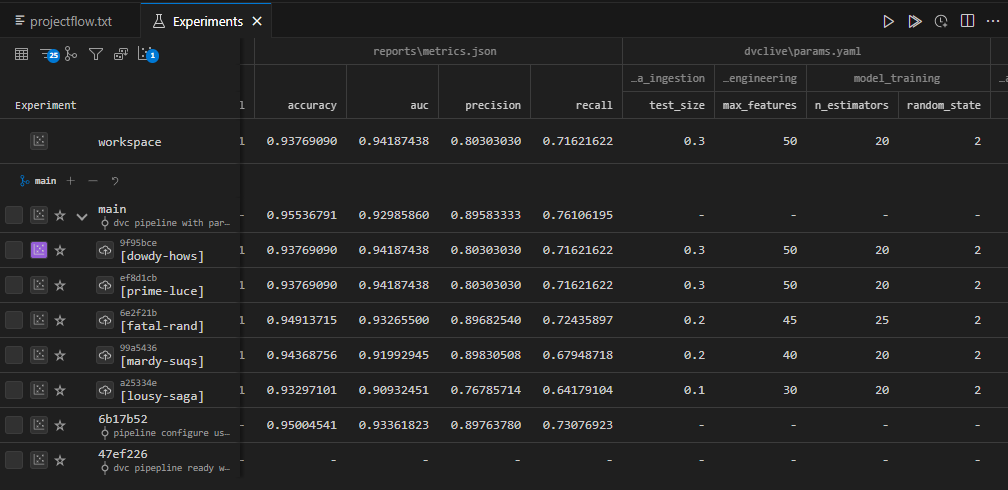 projectflow.txt Experiments
25 1
reports\metrics.json dvclive\params.yaml
…a_ingestion …engineering model_training
Experiment accuracy auc precision recall test_size max_features n_estimators random_state
workspace 1 0.93769090 0.94187438 0.80303030 0.71621622 0.3 50 20 2
main
main - 0.95536791 0.92985860 0.89583333 0.76106195 - - - -
dvc pipeline with par…
9f95bce
[dowdy-hows] 1 0.93769090 0.94187438 0.80303030 0.71621622 0.3 50 20 2
ef8d1cb
[prime-luce] 1 0.93769090 0.94187438 0.80303030 0.71621622 0.3 50 20 2
6e2f21b
[fatal-rand] 1 0.94913715 0.93265500 0.89682540 0.72435897 0.2 45 25 2
99a5436
[mardy-suqs] 1 0.94368756 0.91992945 0.89830508 0.67948718 0.2 40 20 2
a25334e
[lousy-saga] 1 0.93297101 0.90932451 0.76785714 0.64179104 0.1 30 20 2
6b17b52 - 0.95004541 0.93361823 0.89763780 0.73076923 - - - -
pipeline configure us…
47ef226 - - - - - - - - -
dvc pipepline ready w…